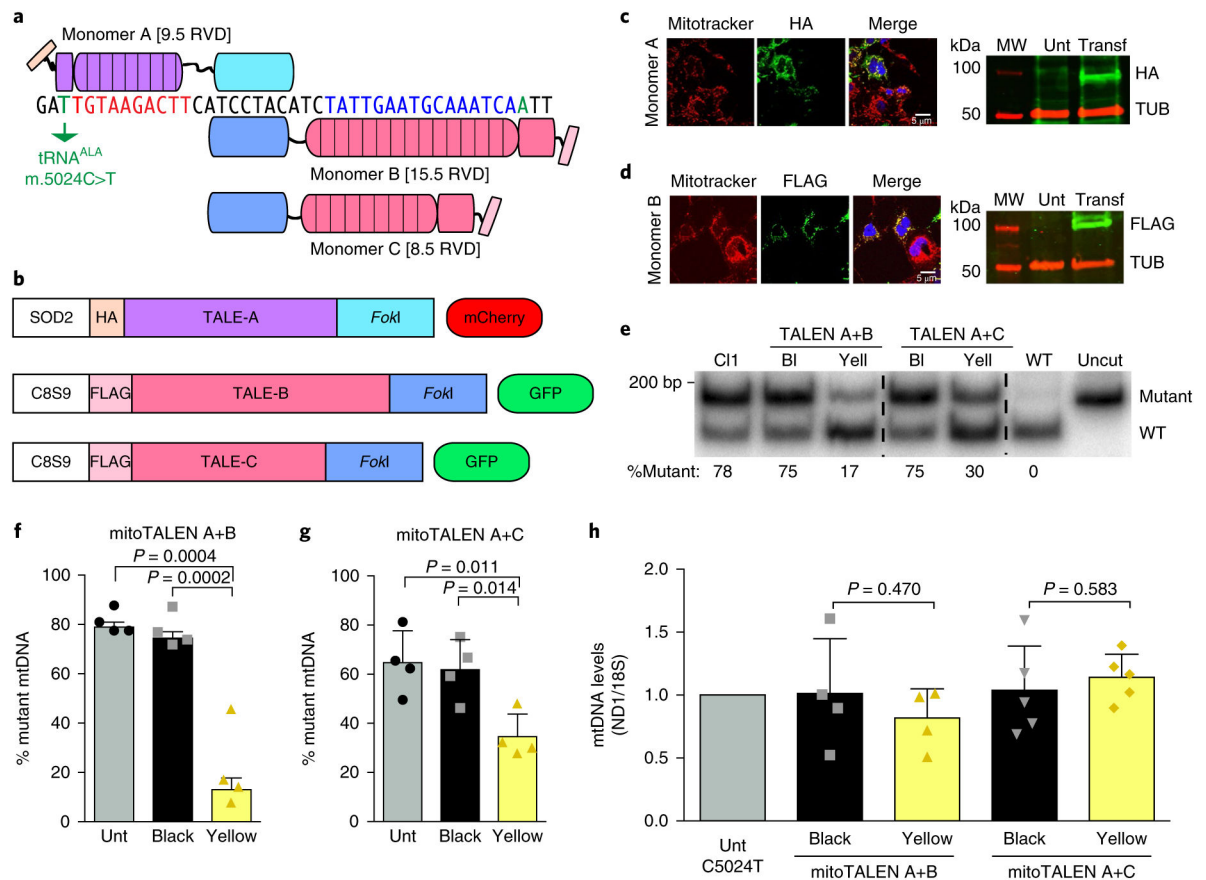 a
Monomer A [9.5 RVD]
GATTGTAAGACTTCATCCTACATCTATTGAATGCAAATCAATT
tRNAALA
m.5024C>T
Monomer B [15.5 RVD]
Monomer C [8.5 RVD]
b
SOD2 HA TALE-A FokI mCherry
C8S9 FLAG TALE-B FokI GFP
C8S9 FLAG TALE-C FokI GFP
c
Mitotracker HA Merge
Monomer A
5 µm
kDa MW Unt Transf
100 HA
50 TUB
d
Mitotracker FLAG Merge
Monomer B
5 µm
kDa MW Unt Transf
100 FLAG
50 TUB
e
TALEN A+B TALEN A+C
Cl1 Bl Yell Bl Yell WT Uncut
200 bp
Mutant
WT
%Mutant: 78 75 17 75 30 0
f
mitoTALEN A+B
P = 0.0004
P = 0.0002
% mutant mtDNA
100
80
60
40
20
0
Unt Black Yellow
g
mitoTALEN A+C
P = 0.011
P = 0.014
% mutant mtDNA
100
80
60
40
20
0
Unt Black Yellow
h
P = 0.470 P = 0.583
mtDNA levels
(ND1/18S)
2.0
1.5
1.0
0.5
0.0
Unt
C5024T
Black Yellow Black Yellow
mitoTALEN A+B mitoTALEN A+C